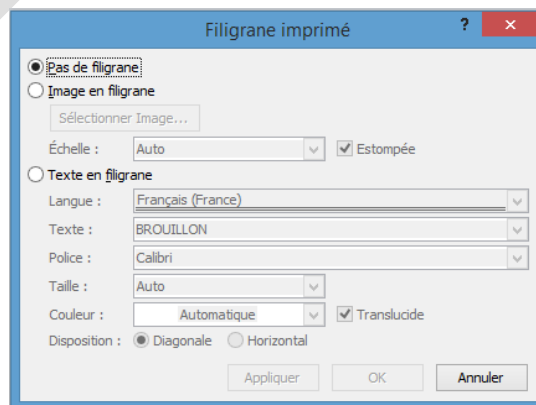 Filigrane imprimé ? ×
Pas de filigrane
Image en filigrane
Sélectionner Image...
Échelle : Auto Estompée
Texte en filigrane
Langue : Français (France)
Texte : BROUILLON
Police : Calibri
Taille : Auto
Couleur : Automatique Translucide
Disposition : Diagonale Horizontal
Appliquer OK Annuler